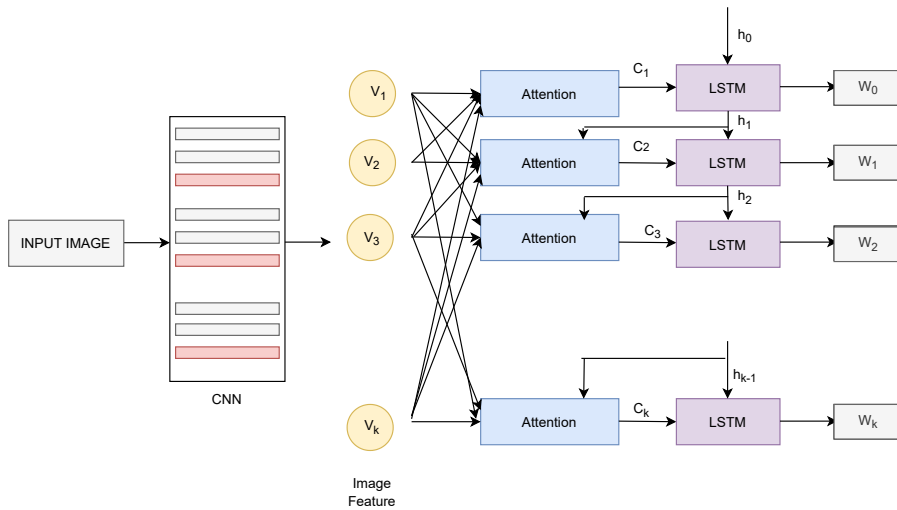 h0
V1
Attention
C1
LSTM
W0
h1
V2
Attention
C2
LSTM
W1
h2
INPUT IMAGE
V3
Attention
C3
LSTM
W2
hk-1
CNN
Vk
Attention
Ck
LSTM
Wk
Image
Feature